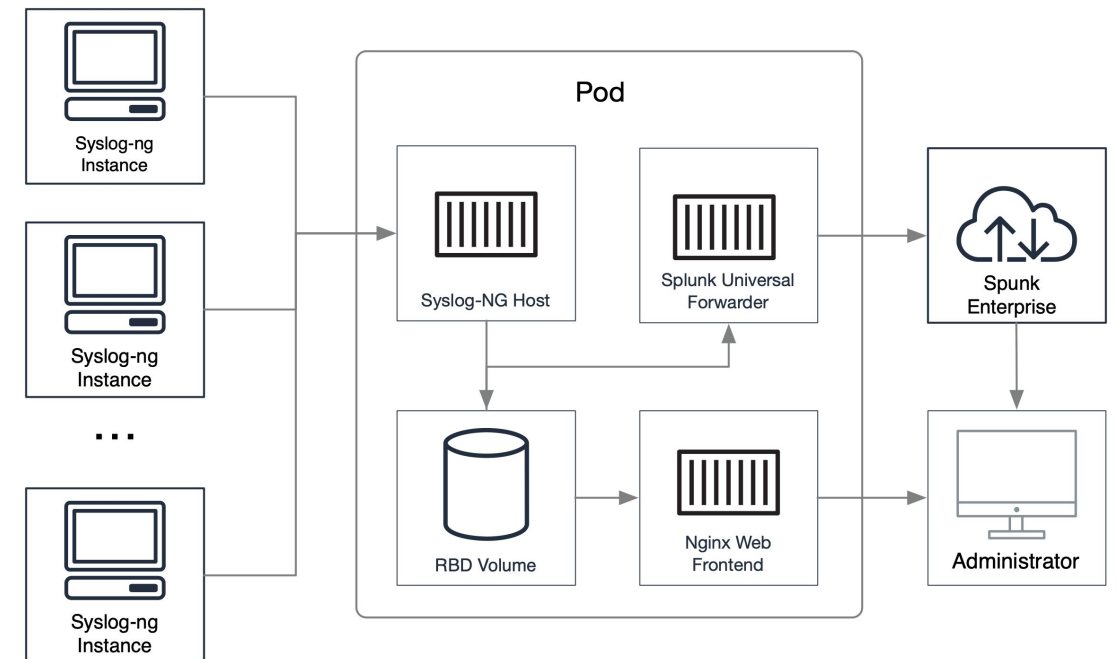 Syslog-ng
Instance
Syslog-ng
Instance
...
Syslog-ng
Instance
Pod
Syslog-NG Host
Splunk Universal
Forwarder
RBD Volume
Nginx Web
Frontend
Spunk
Enterprise
Administrator